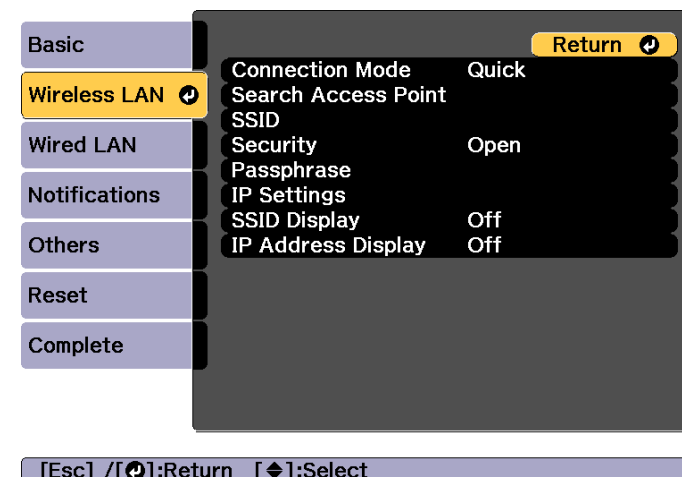 Basic
Wireless LAN
Wired LAN
Notifications
Others
Reset
Complete
Return
Connection Mode Quick
Search Access Point
SSID
Security Open
Passphrase
IP Settings
SSID Display Off
IP Address Display Off
[Esc] /[⏎]:Return [◆]:Select